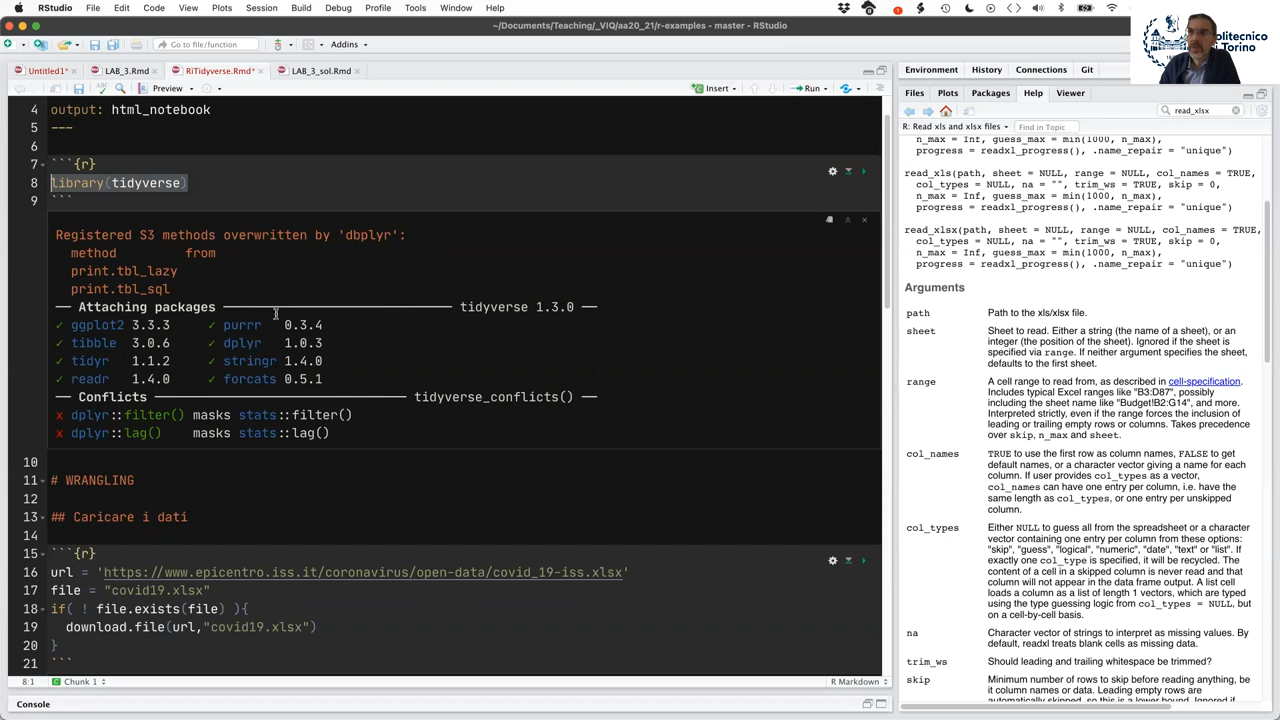 RStudio File Edit Code View Plots Session Build Debug Profile Tools Window Help
~/Documents/Teaching/_VIQ/aa20_21/r-examples - master - RStudio
Go to file/function
Addins
Politecnico
di Torino
Untitled1*
LAB_3.Rmd
RiTidyverse.Rmd*
LAB_3_sol.Rmd
Preview
Insert
Run
4 output: html_notebook
5 ---
6
7 ```{r}
8 library(tidyverse)
9 ```
Registered S3 methods overwritten by 'dbplyr':
method from
print.tbl_lazy
print.tbl_sql
── Attaching packages ── tidyverse 1.3.0 ──
✓ ggplot2 3.3.3 ✓ purrr 0.3.4
✓ tibble 3.0.6 ✓ dplyr 1.0.3
✓ tidyr 1.1.2 ✓ stringr 1.4.0
✓ readr 1.4.0 ✓ forcats 0.5.1
── Conflicts ── tidyverse_conflicts() ──
x dplyr::filter() masks stats::filter()
x dplyr::lag() masks stats::lag()
10
11 # WRANGLING
12
13 ## Caricare i dati
14
15 ```{r}
16 url = 'https://www.epicentro.iss.it/coronavirus/open-data/covid_19-iss.xlsx'
17 file = "covid19.xlsx"
18 if( ! file.exists(file) ){
19 download.file(url,"covid19.xlsx")
20 }
21 ```
8:1 Chunk 1
R Markdown
Console
Environment History Connections Git
Files Plots Packages Help Viewer
read_xlsx
R: Read xls and xlsx files
Find in Topic
n_max = Inf, guess_max = min(1000, n_max),
progress = readxl_progress(), .name_repair = "unique")
read_xls(path, sheet = NULL, range = NULL, col_names = TRUE,
col_types = NULL, na = "", trim_ws = TRUE, skip = 0,
n_max = Inf, guess_max = min(1000, n_max),
progress = readxl_progress(), .name_repair = "unique")
read_xlsx(path, sheet = NULL, range = NULL, col_names = TRUE,
col_types = NULL, na = "", trim_ws = TRUE, skip = 0,
n_max = Inf, guess_max = min(1000, n_max),
progress = readxl_progress(), .name_repair = "unique")
Arguments
path Path to the xls/xlsx file.
sheet Sheet to read. Either a string (the name of a sheet), or an
integer (the position of the sheet). Ignored if the sheet is
specified via range. If neither argument specifies the sheet,
defaults to the first sheet.
range A cell range to read from, as described in cell-specification.
Includes typical Excel ranges like "B3:D87", possibly
including the sheet name like "Budget!B2:G14", and more.
Interpreted strictly, even if the range forces the inclusion of
leading or trailing empty rows or columns. Takes precedence
over skip, n_max and sheet.
col_names TRUE to use the first row as column names, FALSE to get
default names, or a character vector giving a name for each
column. If user provides col_types as a vector,
col_names can have one entry per column, i.e. have the
same length as col_types, or one entry per unskipped
column.
col_types Either NULL to guess all from the spreadsheet or a character
vector containing one entry per column from these options:
"skip", "guess", "logical", "numeric", "date", "text" or "list". If
exactly one col_type is specified, it will be recycled. The
content of a cell in a skipped column is never read and that
column will not appear in the data frame output. A list cell
loads a column as a list of length 1 vectors, which are typed
using the type guessing logic from col_types = NULL, but
on a cell-by-cell basis.
na Character vector of strings to interpret as missing values. By
default, readxl treats blank cells as missing data.
trim_ws Should leading and trailing whitespace be trimmed?
skip Minimum number of rows to skip before reading anything, be
it column names or data. Leading empty rows are
automatically skipped, so this is a lower bound. Ignored if